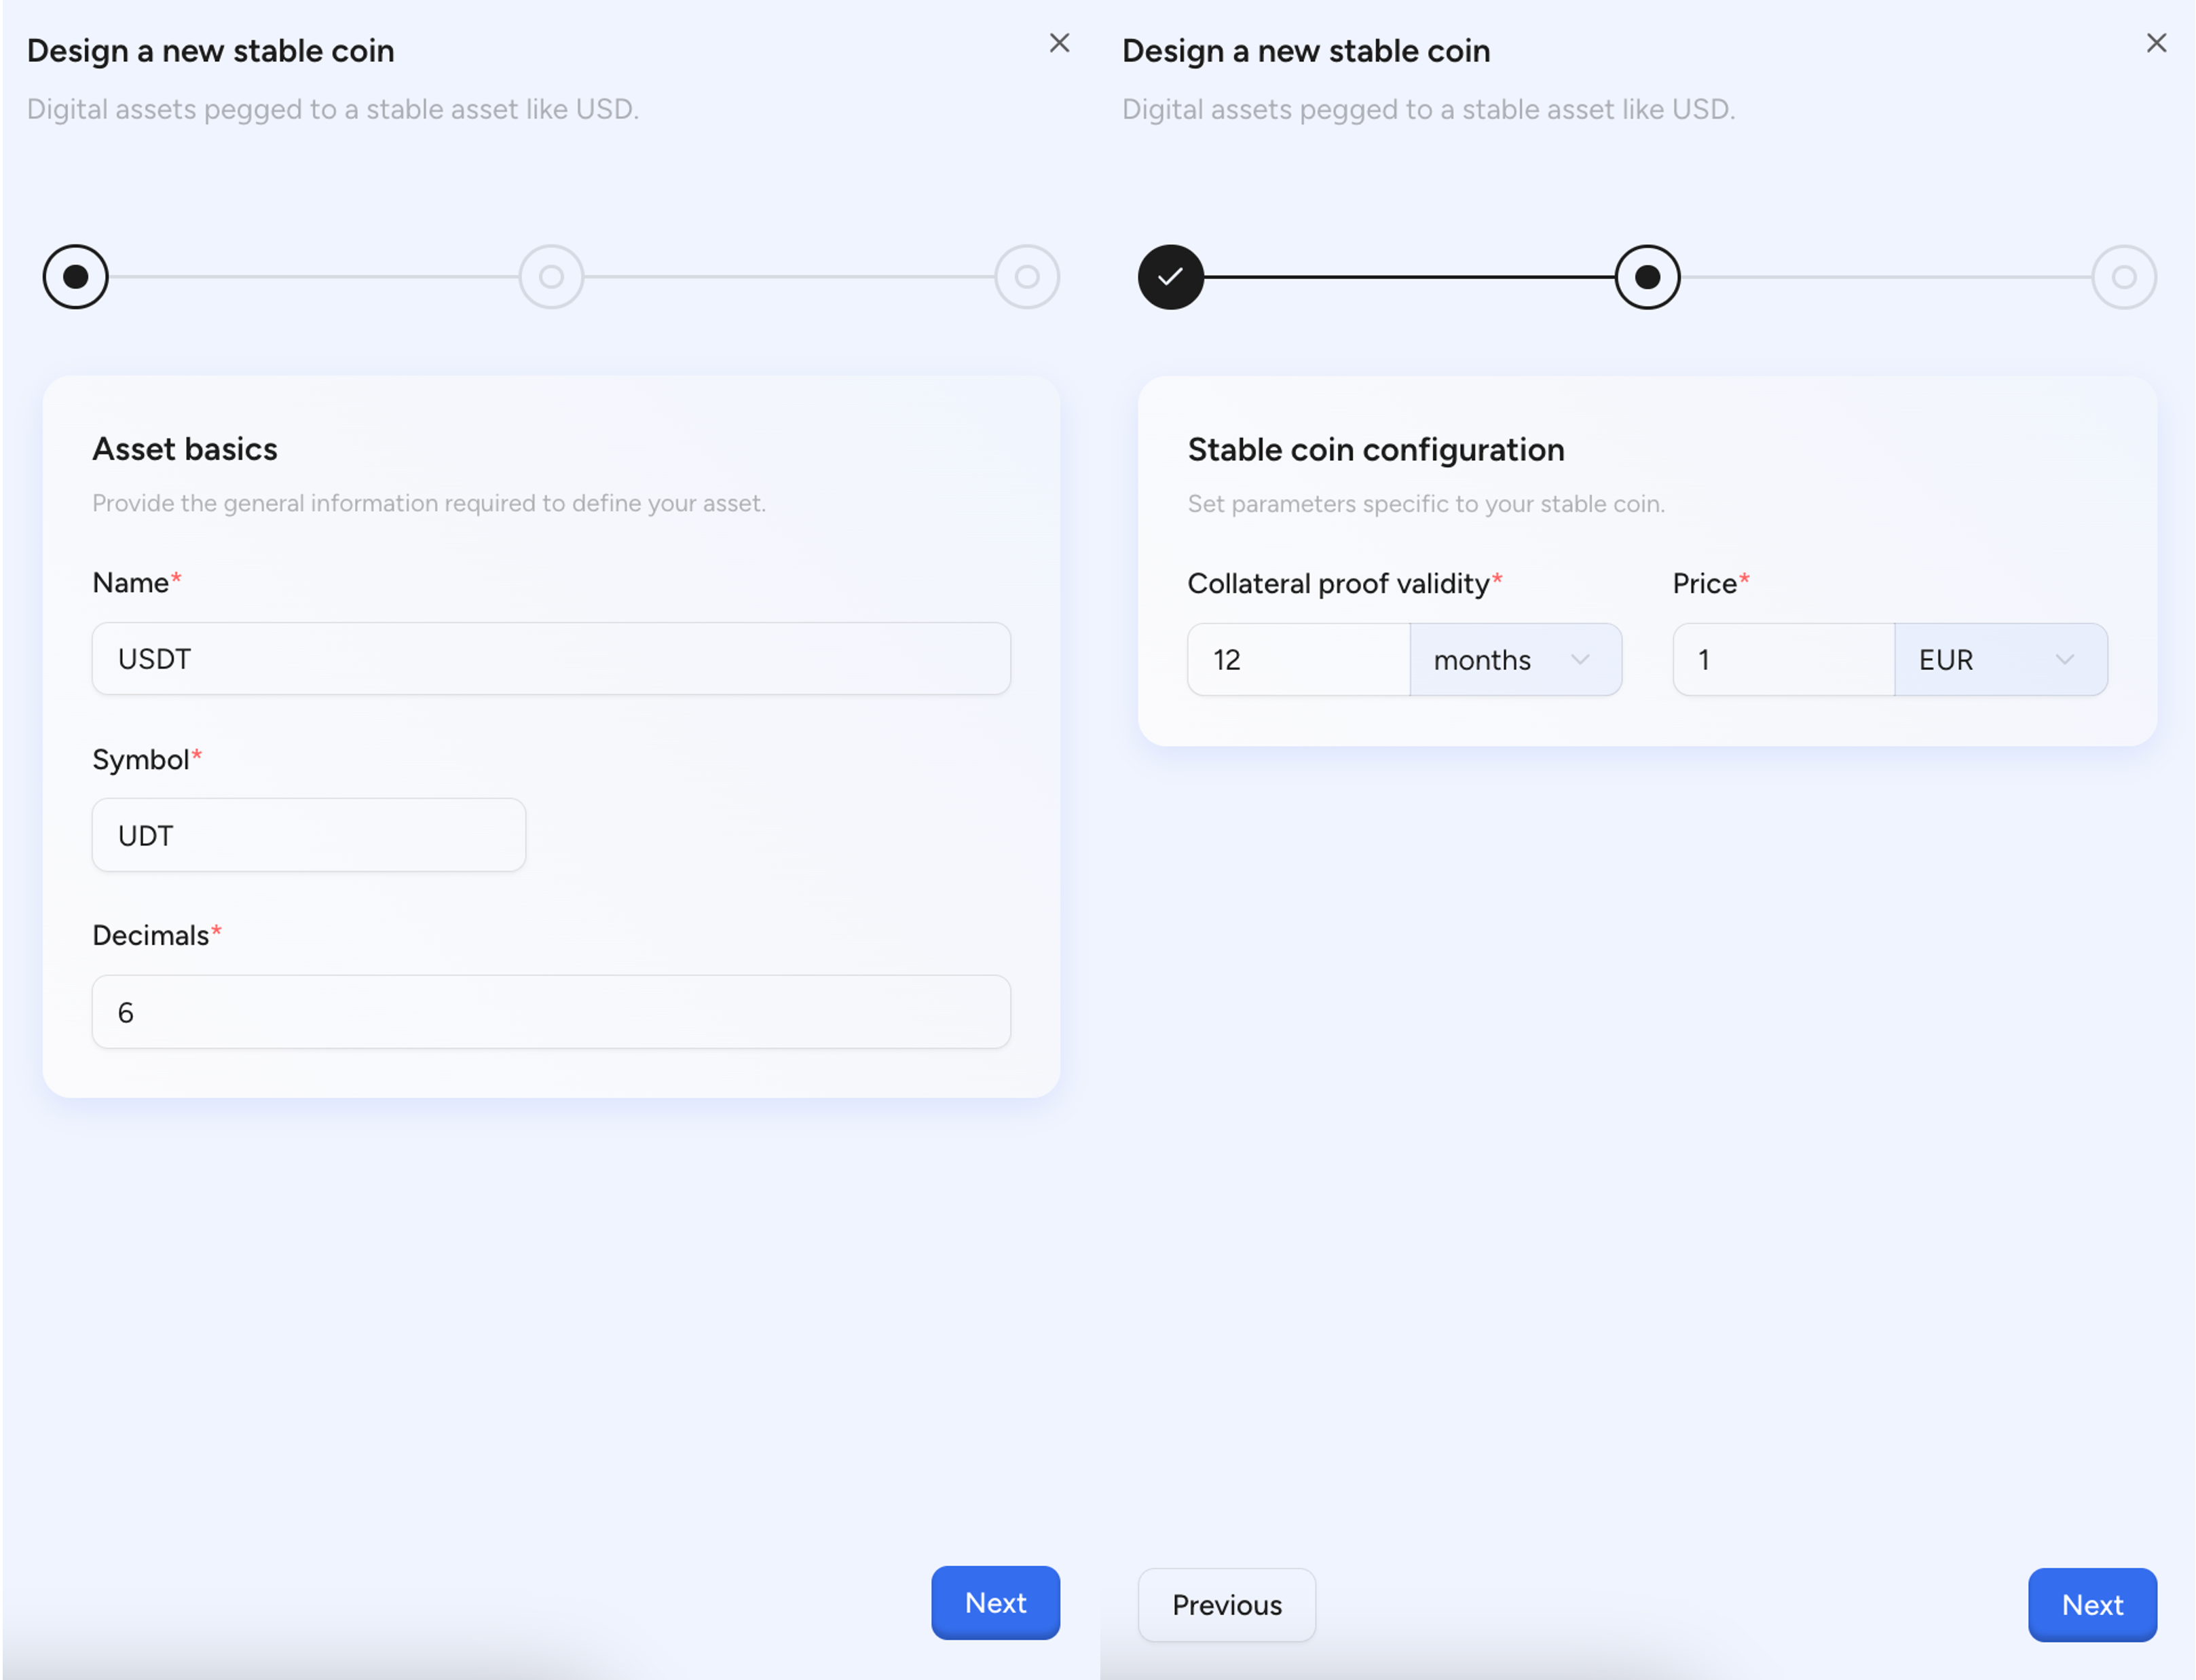 Design a new stable coin
Digital assets pegged to a stable asset like USD.
Asset basics
Provide the general information required to define your asset.
Name*
USDT
Symbol*
UDT
Decimals*
6
Next
Design a new stable coin
Digital assets pegged to a stable asset like USD.
Stable coin configuration
Set parameters specific to your stable coin.
Collateral proof validity* Price*
12 months 1 EUR
Previous Next